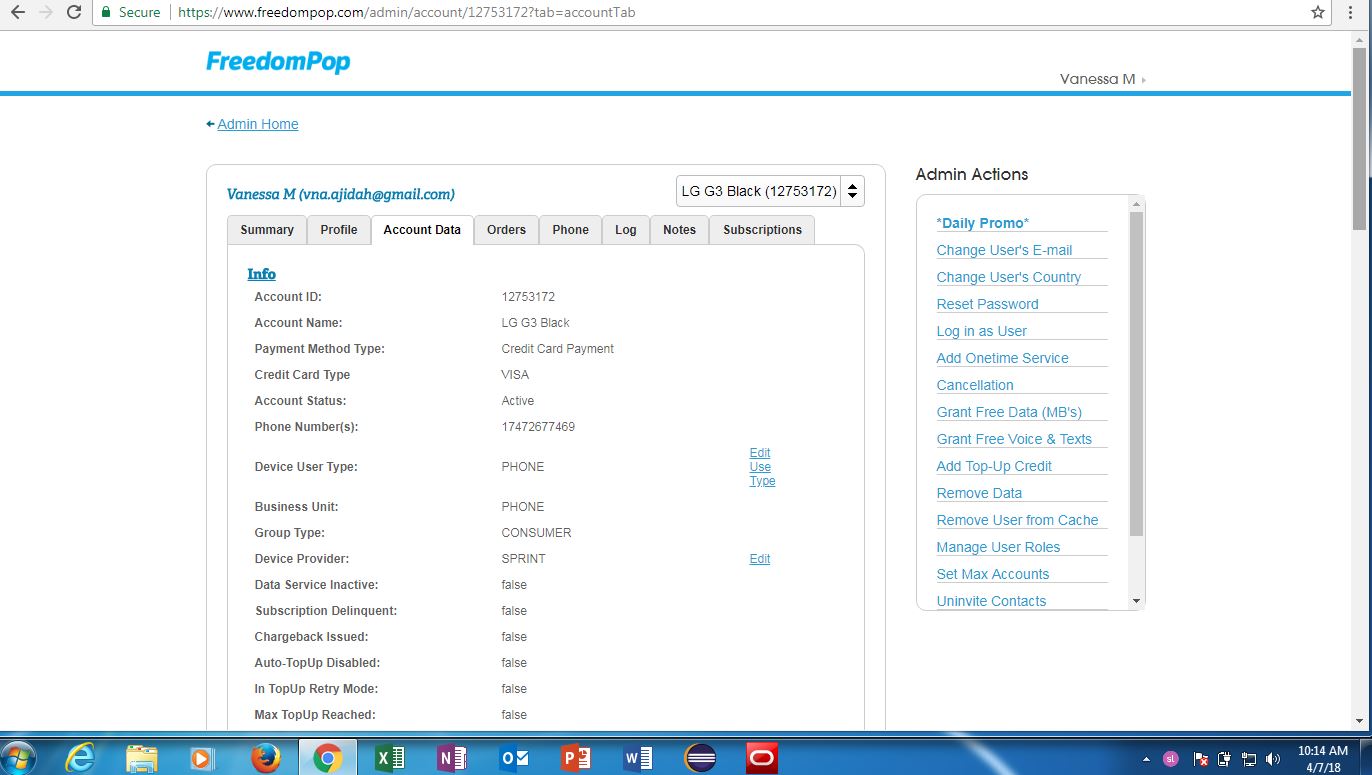 Secure https://www.freedompop.com/admin/account/12753172?tab=accountTab
FreedomPop
Vanessa M
Admin Home
Vanessa M (vna.ajidah@gmail.com)
LG G3 Black (12753172)
Summary Profile Account Data Orders Phone Log Notes Subscriptions
Info
Account ID: 12753172
Account Name: LG G3 Black
Payment Method Type: Credit Card Payment
Credit Card Type VISA
Account Status: Active
Phone Number(s): 17472677469
Device User Type: PHONE Edit
Use
Type
Business Unit: PHONE
Group Type: CONSUMER
Device Provider: SPRINT Edit
Data Service Inactive: false
Subscription Delinquent: false
Chargeback Issued: false
Auto-TopUp Disabled: false
In TopUp Retry Mode: false
Max TopUp Reached: false
Admin Actions
*Daily Promo*
Change User's E-mail
Change User's Country
Reset Password
Log in as User
Add Onetime Service
Cancellation
Grant Free Data (MB's)
Grant Free Voice & Texts
Add Top-Up Credit
Remove Data
Remove User from Cache
Manage User Roles
Set Max Accounts
Uninvite Contacts
sl
10:14 AM
4/7/18